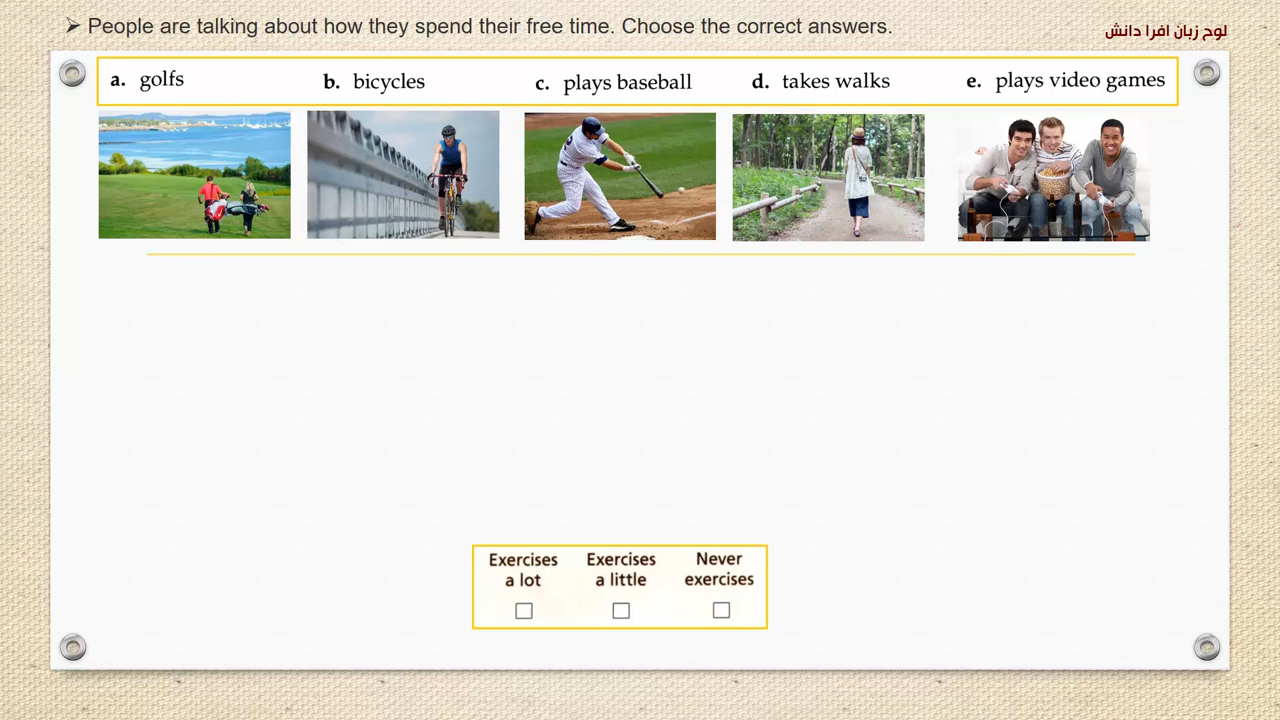 ➢ People are talking about how they spend their free time. Choose the correct answers.
لوح زبان افرا دانش
a. golfs b. bicycles c. plays baseball d. takes walks e. plays video games
Exercises a lot Exercises a little Never exercises